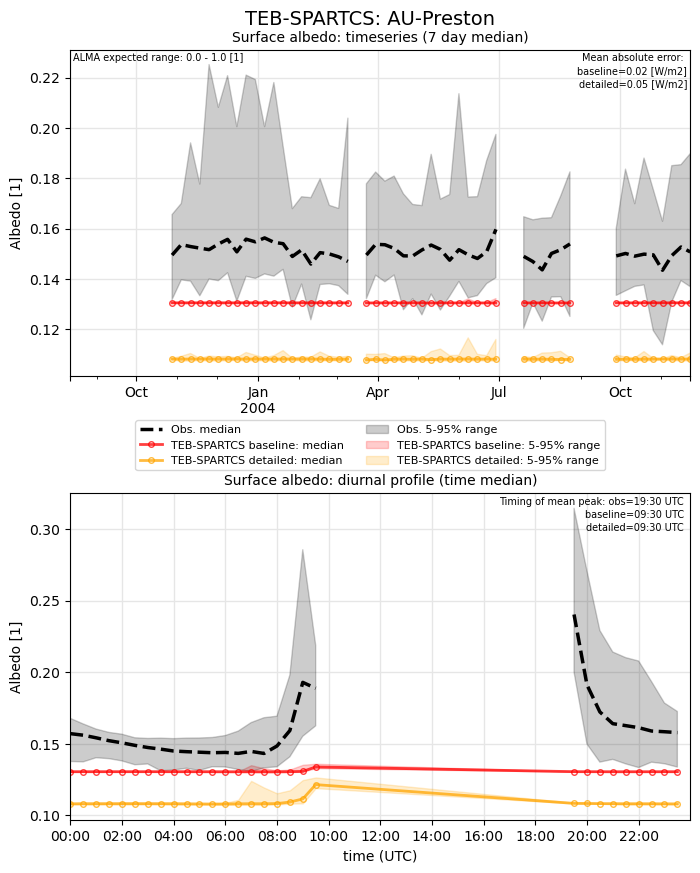 TEB-SPARTCS: AU-Preston
Surface albedo: timeseries (7 day median)
ALMA expected range: 0.0 - 1.0 [1]
Mean absolute error:
baseline=0.02 [W/m2]
detailed=0.05 [W/m2]
Albedo [1]
0.22
0.20
0.18
0.16
0.14
0.12
Oct
Jan
2004
Apr
Jul
Oct
Obs. median
TEB-SPARTCS baseline: median
TEB-SPARTCS detailed: median
Obs. 5-95% range
TEB-SPARTCS baseline: 5-95% range
TEB-SPARTCS detailed: 5-95% range
Surface albedo: diurnal profile (time median)
Timing of mean peak: obs=19:30 UTC
baseline=09:30 UTC
detailed=09:30 UTC
Albedo [1]
0.30
0.25
0.20
0.15
0.10
00:00 02:00 04:00 06:00 08:00 10:00 12:00 14:00 16:00 18:00 20:00 22:00
time (UTC)